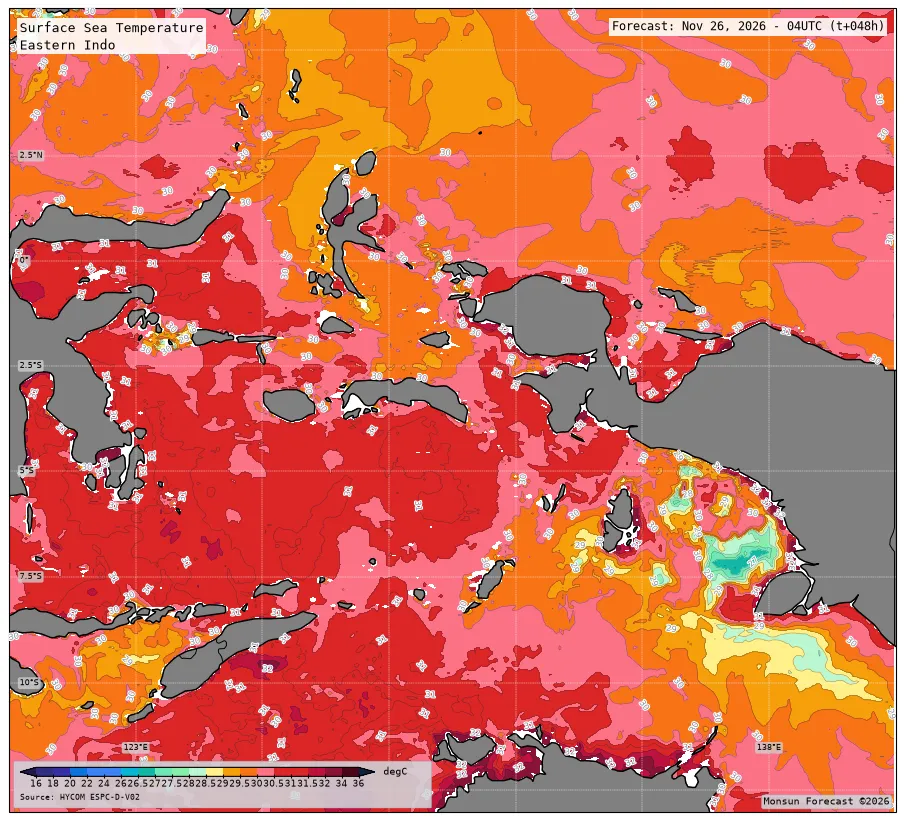 Surface Sea Temperature
Eastern Indo
Forecast: Nov 26, 2026 - 04UTC (t+048h)
2.5°N
0°
2.5°S
5°S
7.5°S
10°S
123°E
138°E
degC
16 18 20 22 24 26 26.5 27 27.5 28 28.5 29 29.5 30 30.5 31 31.5 32 34 36
Source: HYCOM ESPC-D-V02
Monsun Forecast ©2026